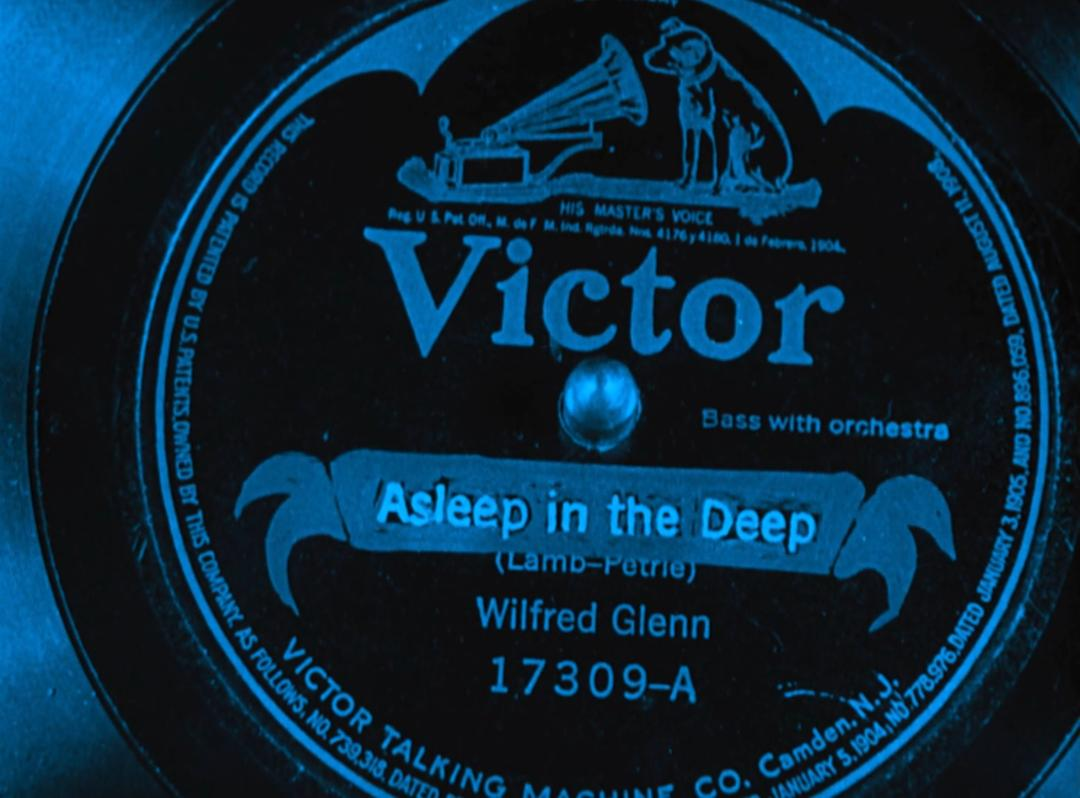 HIS MASTER'S VOICE
Reg. U. S. Pat. Off., M. de F. M. Ind. Rgtrda. Nos. 4176 y 4180, 1 de Febrero, 1904.
Victor
Bass with orchestra
Asleep in the Deep
(Lamb–Petrie)
Wilfred Glenn
17309–A
VICTOR TALKING MACHINE CO. Camden, N.J.
THIS RECORD IS PATENTED BY U.S. PATENTS, OWNED BY THIS COMPANY AS FOLLOWS, NO. 739,318. DATED
JANUARY 5, 1904, NO. 778,976. DATED JANUARY 3, 1905. AND NO. 896,059, DATED AUGUST 11, 1908.